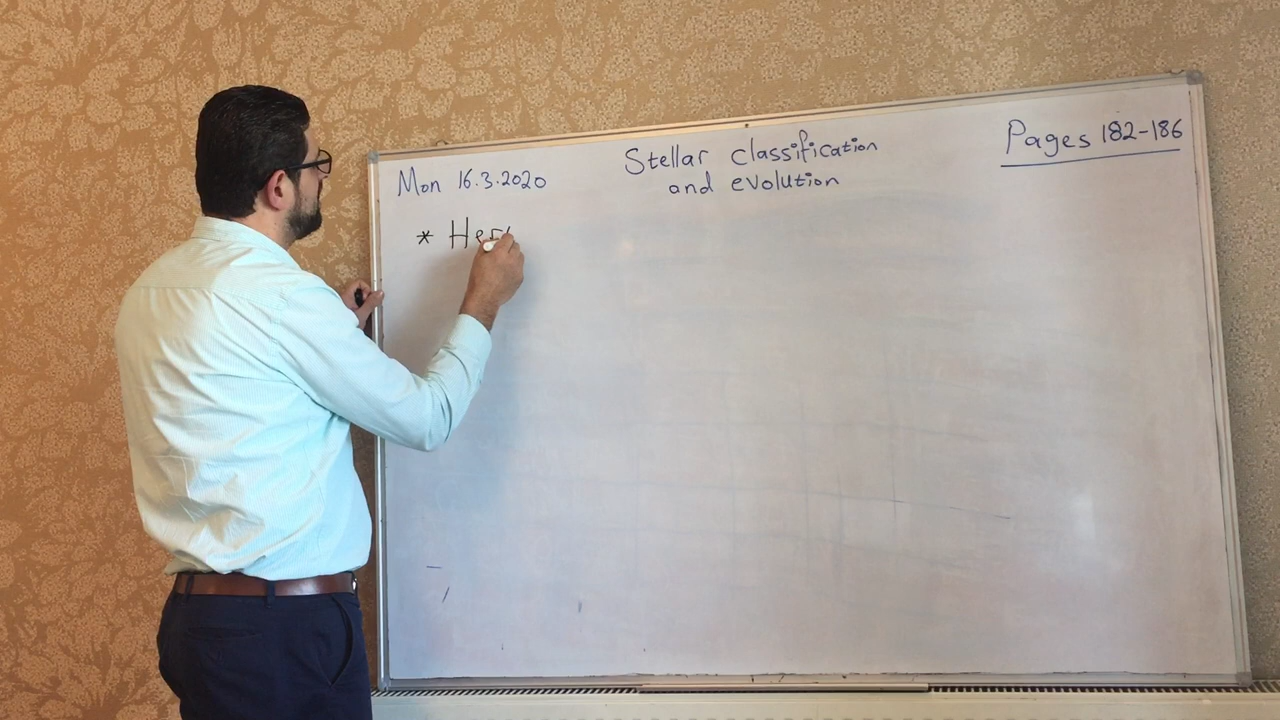 Mon 16.3.2020
Stellar classification
and evolution
Pages 182-186
* Her